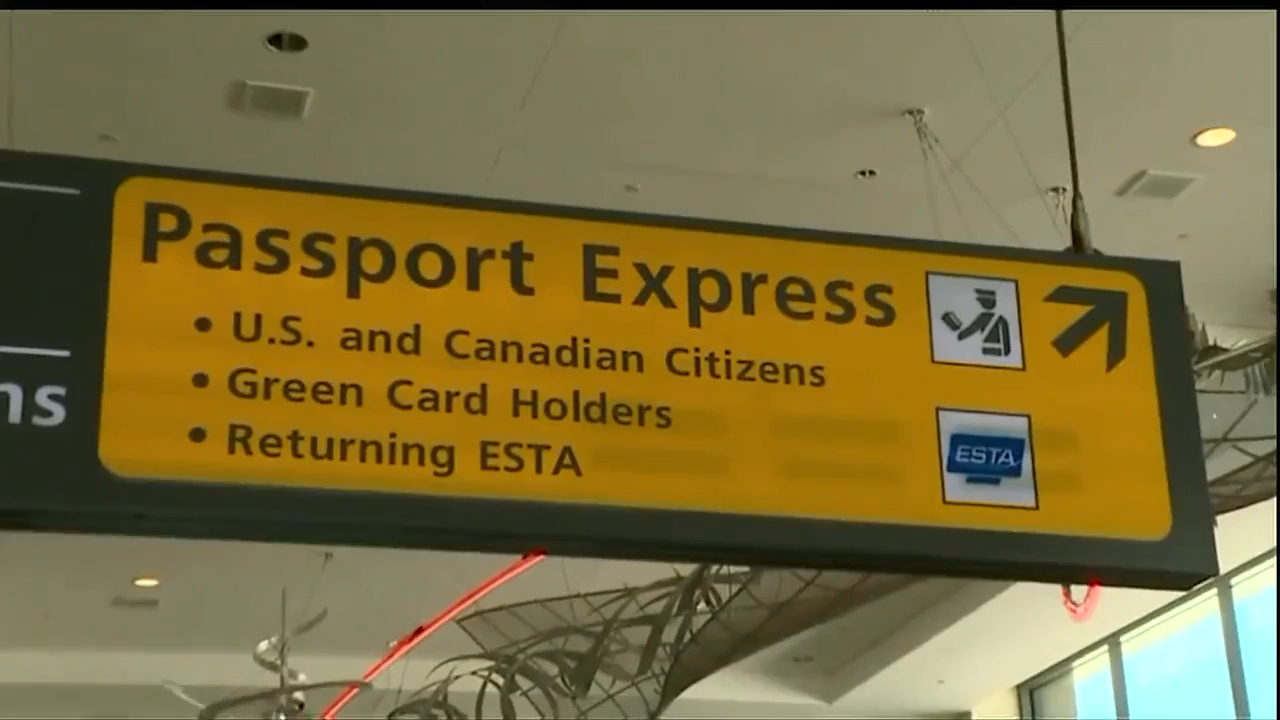 Passport Express
• U.S. and Canadian Citizens
• Green Card Holders
• Returning ESTA
ESTA
ns